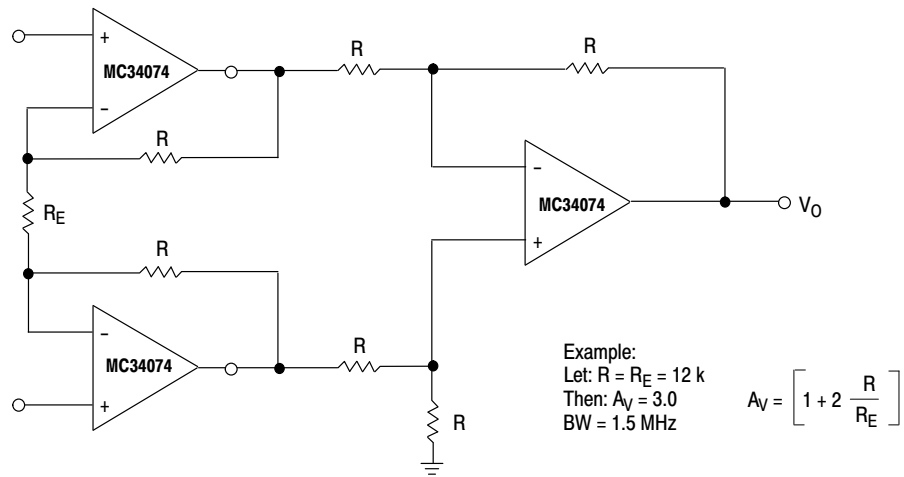 +
MC34074
−
R
R
R
R_E
R
−
MC34074
+
R
R
−
MC34074
+
V_O
Example:
Let: R = R_E = 12 k
Then: A_V = 3.0
BW = 1.5 MHz
A_V = [1 + 2 R/R_E]